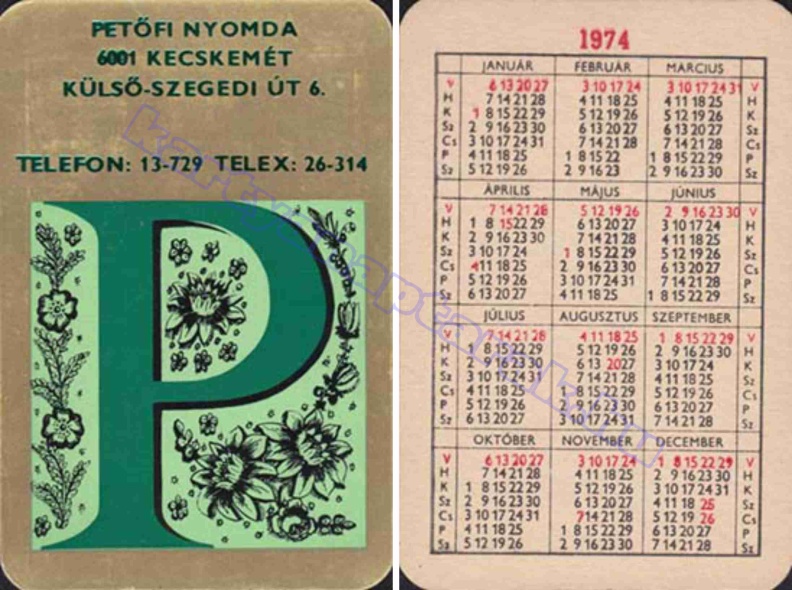 PETŐFI NYOMDA
6001 KECSKEMÉT
KÜLSŐ-SZEGEDI ÚT 6.
TELEFON: 13-729 TELEX: 26-314
P
1974
JANUÁR FEBRUÁR MÁRCIUS
V 6 13 20 27 3 10 17 24 3 10 17 24 31 V
H 7 14 21 28 4 11 18 25 4 11 18 25 H
K 1 8 15 22 29 5 12 19 26 5 12 19 26 K
Sz 2 9 16 23 30 6 13 20 27 6 13 20 27 Sz
Cs 3 10 17 24 31 7 14 21 28 7 14 21 28 Cs
P 4 11 18 25 1 8 15 22 1 8 15 22 29 P
Sz 5 12 19 26 2 9 16 23 2 9 16 23 30 Sz
ÁPRILIS MÁJUS JÚNIUS
V 7 14 21 28 5 12 19 26 2 9 16 23 30 V
H 1 8 15 22 29 6 13 20 27 3 10 17 24 H
K 2 9 16 23 30 7 14 21 28 4 11 18 25 K
Sz 3 10 17 24 1 8 15 22 29 5 12 19 26 Sz
Cs 4 11 18 25 2 9 16 23 30 6 13 20 27 Cs
P 5 12 19 26 3 10 17 24 31 7 14 21 28 P
Sz 6 13 20 27 4 11 18 25 1 8 15 22 29 Sz
JÚLIUS AUGUSZTUS SZEPTEMBER
V 7 14 21 28 4 11 18 25 1 8 15 22 29 V
H 1 8 15 22 29 5 12 19 26 2 9 16 23 30 H
K 2 9 16 23 30 6 13 20 27 3 10 17 24 K
Sz 3 10 17 24 31 7 14 21 28 4 11 18 25 Sz
Cs 4 11 18 25 1 8 15 22 29 5 12 19 26 Cs
P 5 12 19 26 2 9 16 23 30 6 13 20 27 P
Sz 6 13 20 27 3 10 17 24 31 7 14 21 28 Sz
OKTÓBER NOVEMBER DECEMBER
V 6 13 20 27 3 10 17 24 1 8 15 22 29 V
H 7 14 21 28 4 11 18 25 2 9 16 23 30 H
K 1 8 15 22 29 5 12 19 26 3 10 17 24 31 K
Sz 2 9 16 23 30 6 13 20 27 4 11 18 25 Sz
Cs 3 10 17 24 31 7 14 21 28 5 12 19 26 Cs
P 4 11 18 25 1 8 15 22 29 6 13 20 27 P
Sz 5 12 19 26 2 9 16 23 30 7 14 21 28 Sz